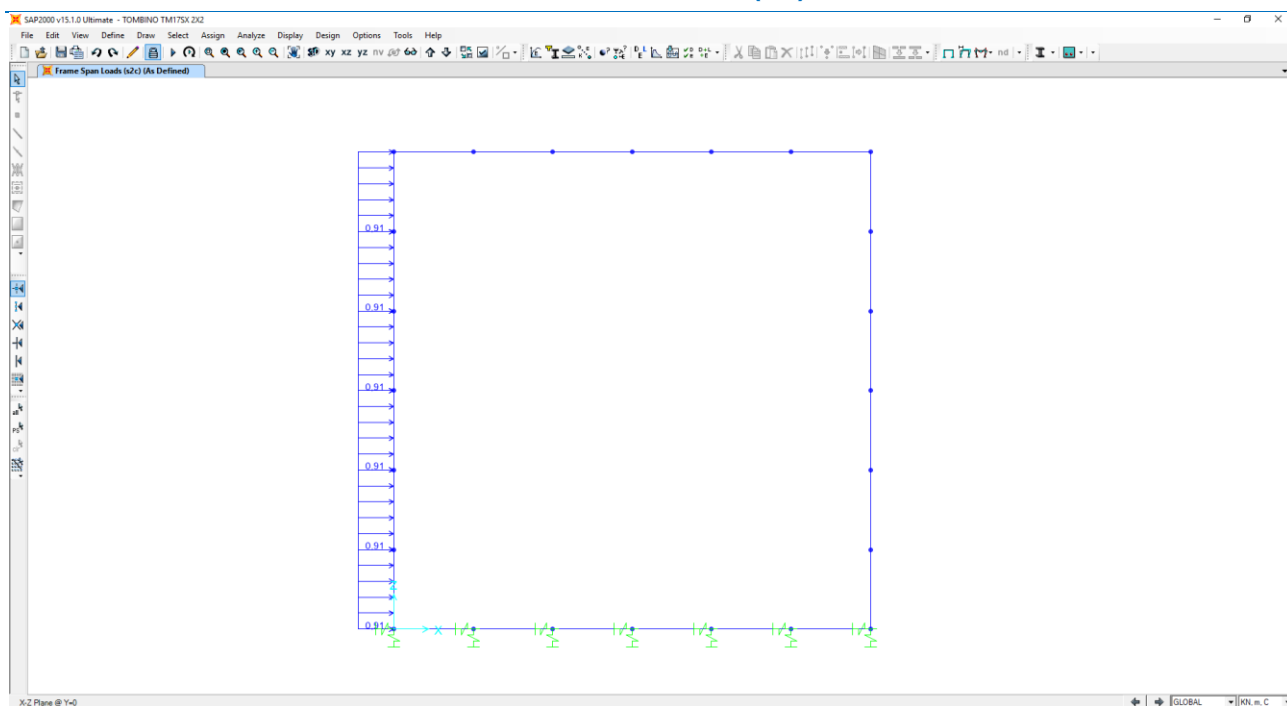 SAP2000 v15.1.0 Ultimate - TOMBINO TM17SX 2X2
File Edit View Define Draw Select Assign Analyze Display Design Options Tools Help
xy xz yz nv nd
Frame Span Loads (s2c) (As Defined)
0.91
0.91
0.91
0.91
0.91
0.91
Z
X
X-Z Plane @ Y=0
GLOBAL KN, m, C